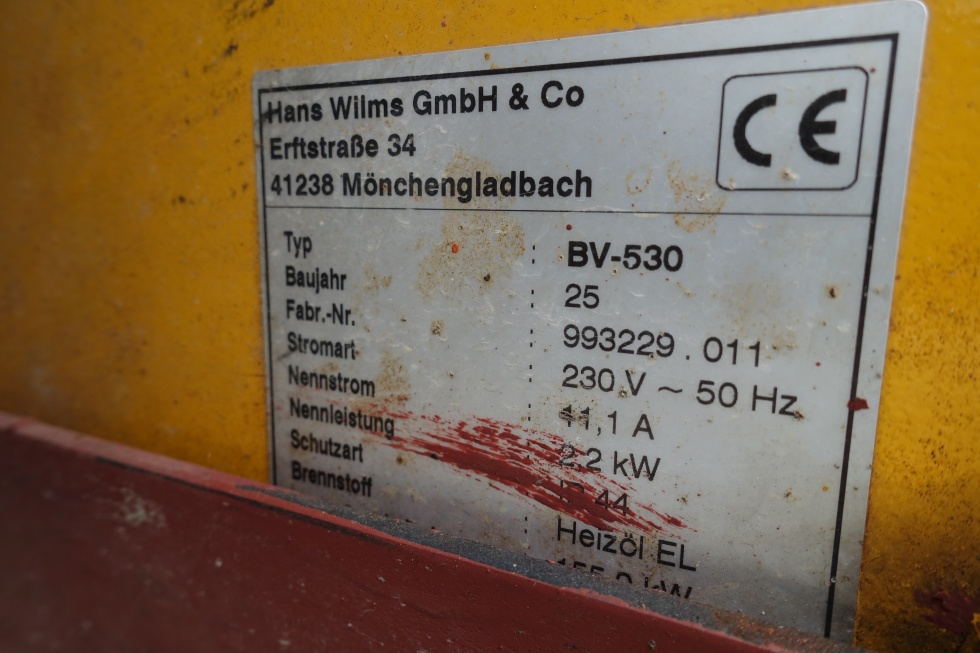 Hans Wilms GmbH & Co
Erftstraße 34
41238 Mönchengladbach
CE
Typ : BV-530
Baujahr : 25
Fabr.-Nr. : 993229 . 011
Stromart : 230 V ~ 50 Hz
Nennstrom : 11,1 A
Nennleistung : 2,2 kW
Schutzart : 44
Brennstoff : Heizöl EL
kW